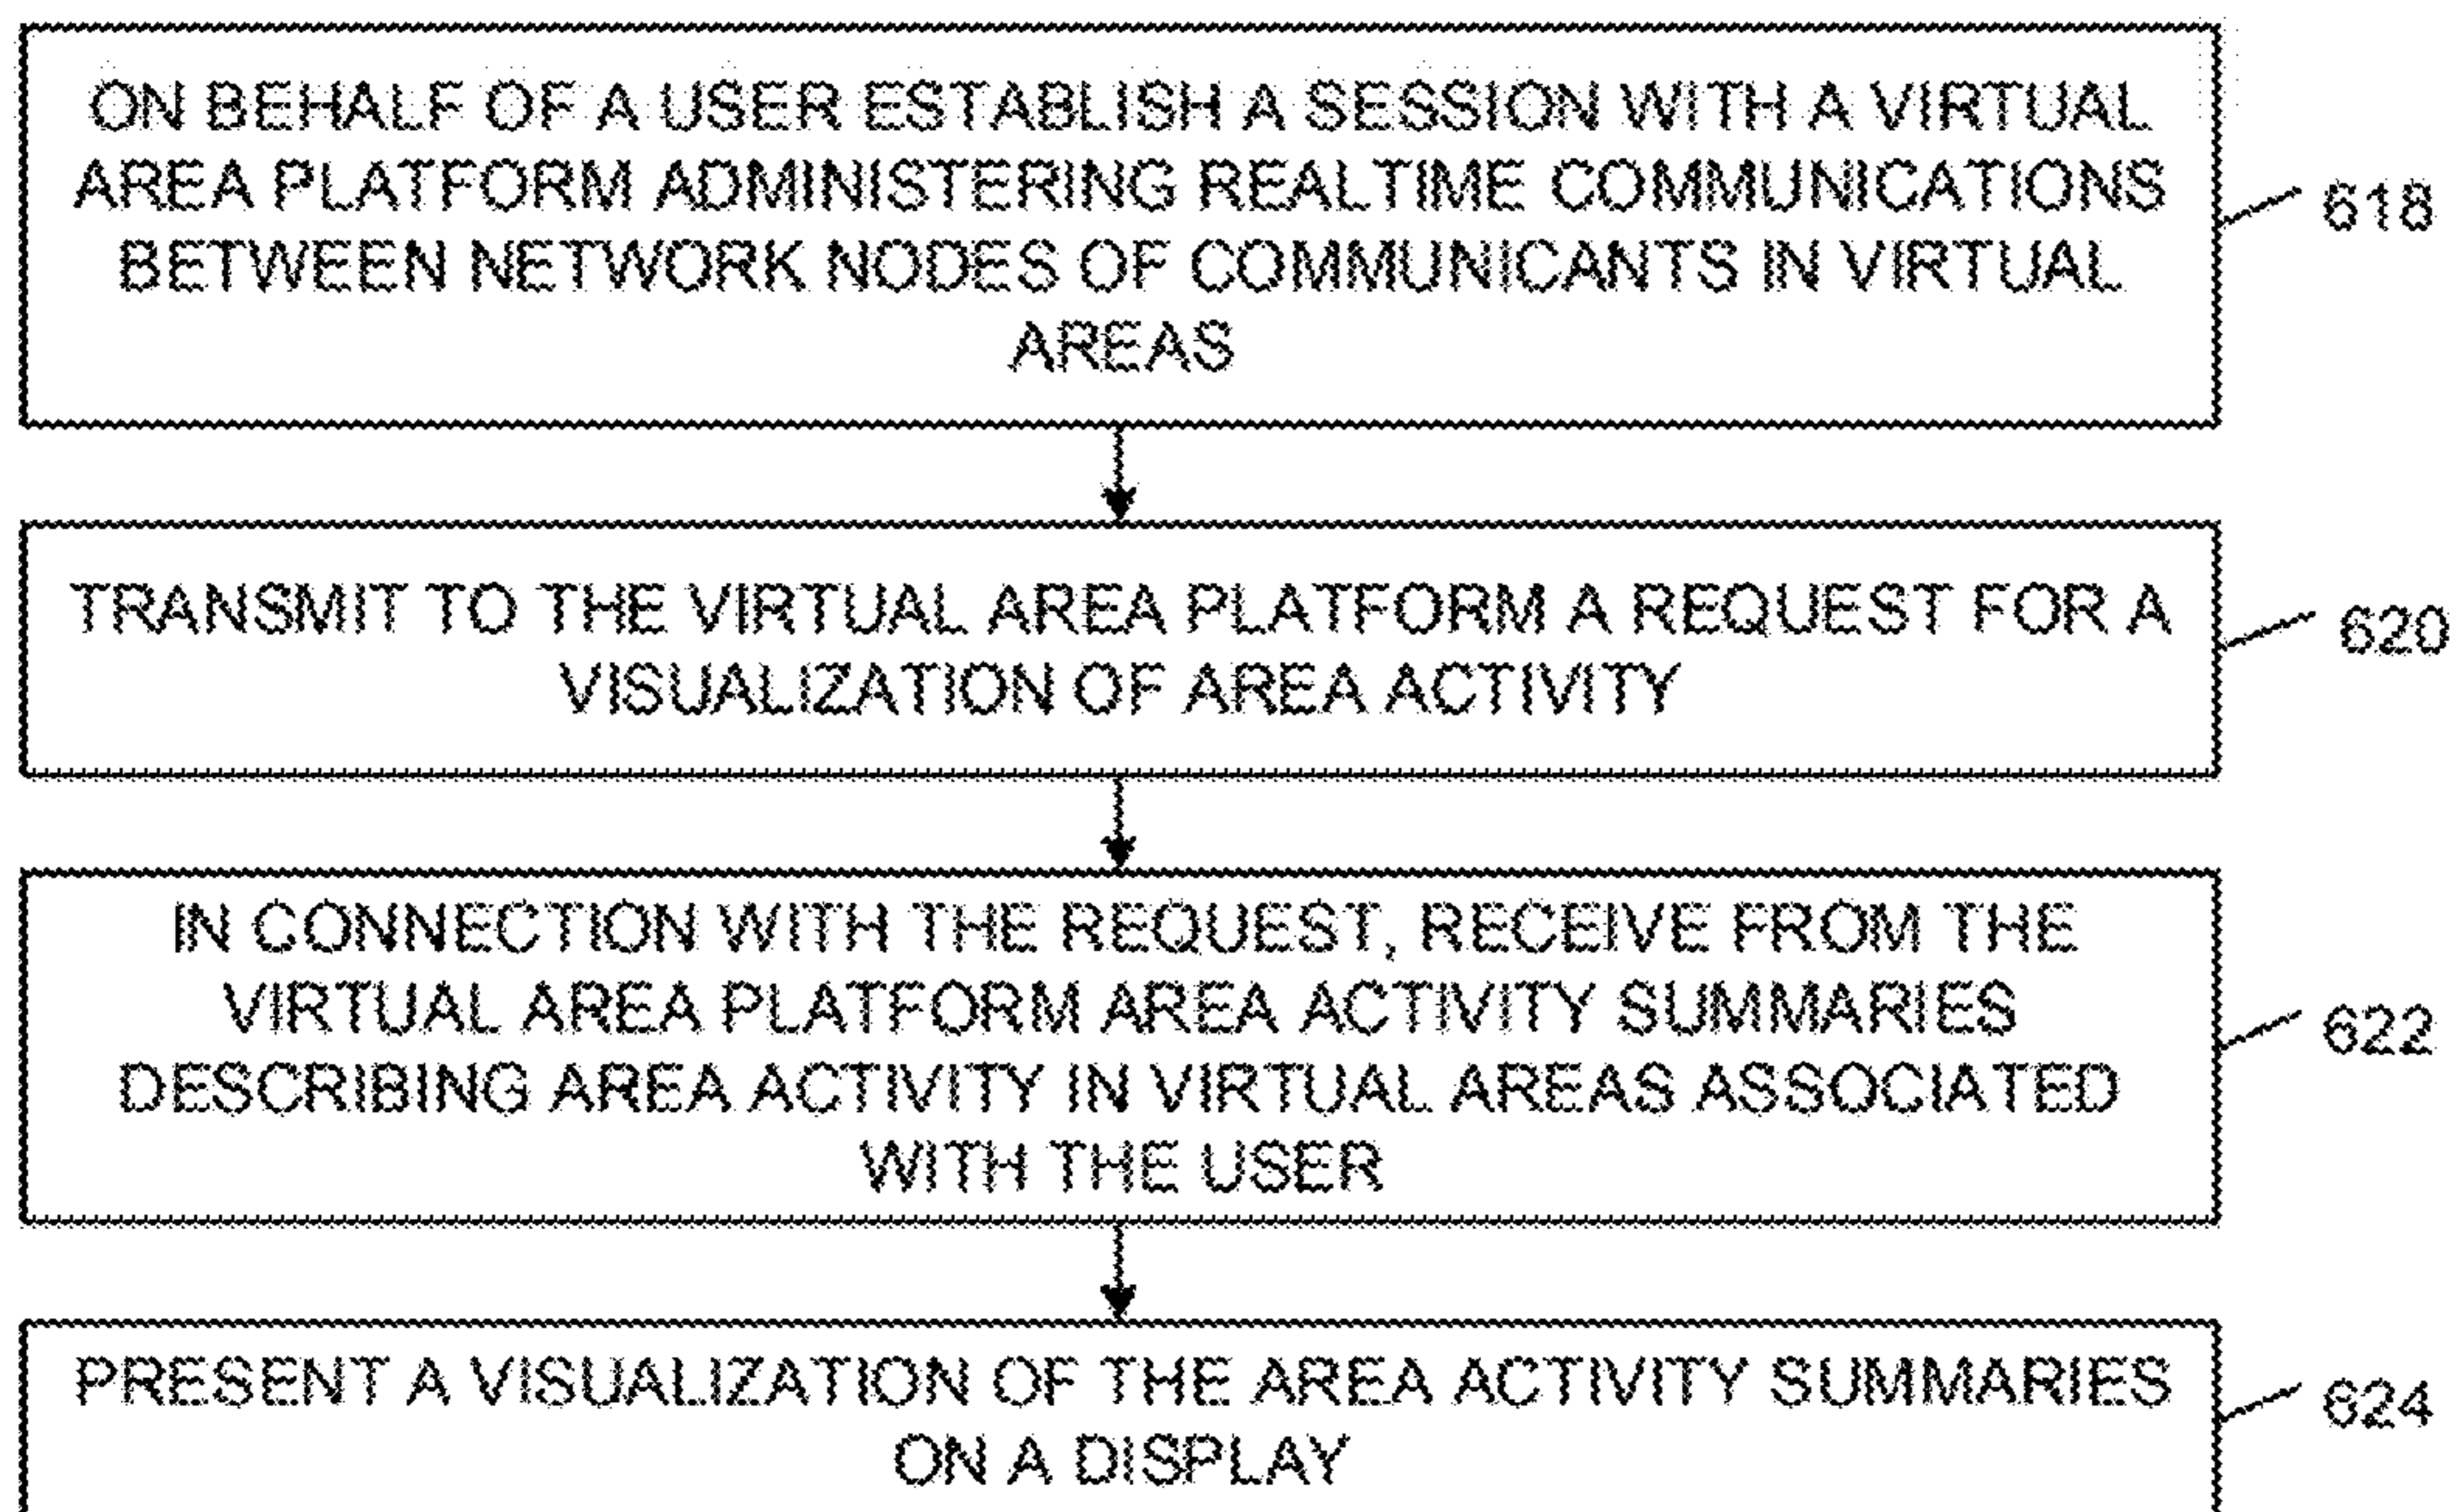 ON BEHALF OF A USER ESTABLISH A SESSION WITH A VIRTUAL
AREA PLATFORM ADMINISTERING REALTIME COMMUNICATIONS
BETWEEN NETWORK NODES OF COMMUNICANTS IN VIRTUAL
AREAS
618
TRANSMIT TO THE VIRTUAL AREA PLATFORM A REQUEST FOR A
VISUALIZATION OF AREA ACTIVITY
620
IN CONNECTION WITH THE REQUEST, RECEIVE FROM THE
VIRTUAL AREA PLATFORM AREA ACTIVITY SUMMARIES
DESCRIBING AREA ACTIVITY IN VIRTUAL AREAS ASSOCIATED
WITH THE USER
622
PRESENT A VISUALIZATION OF THE AREA ACTIVITY SUMMARIES
ON A DISPLAY
624